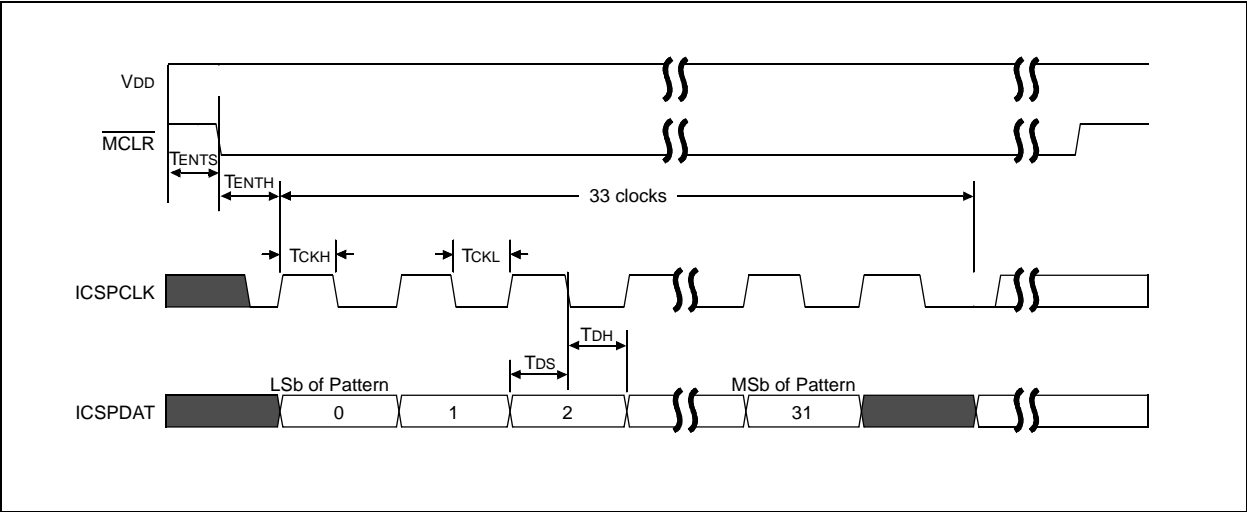 VDD
MCLR
TENTS
TENTH
33 clocks
TCKH
TCKL
ICSPCLK
TDH
TDS
LSb of Pattern
MSb of Pattern
ICSPDAT
0
1
2
31